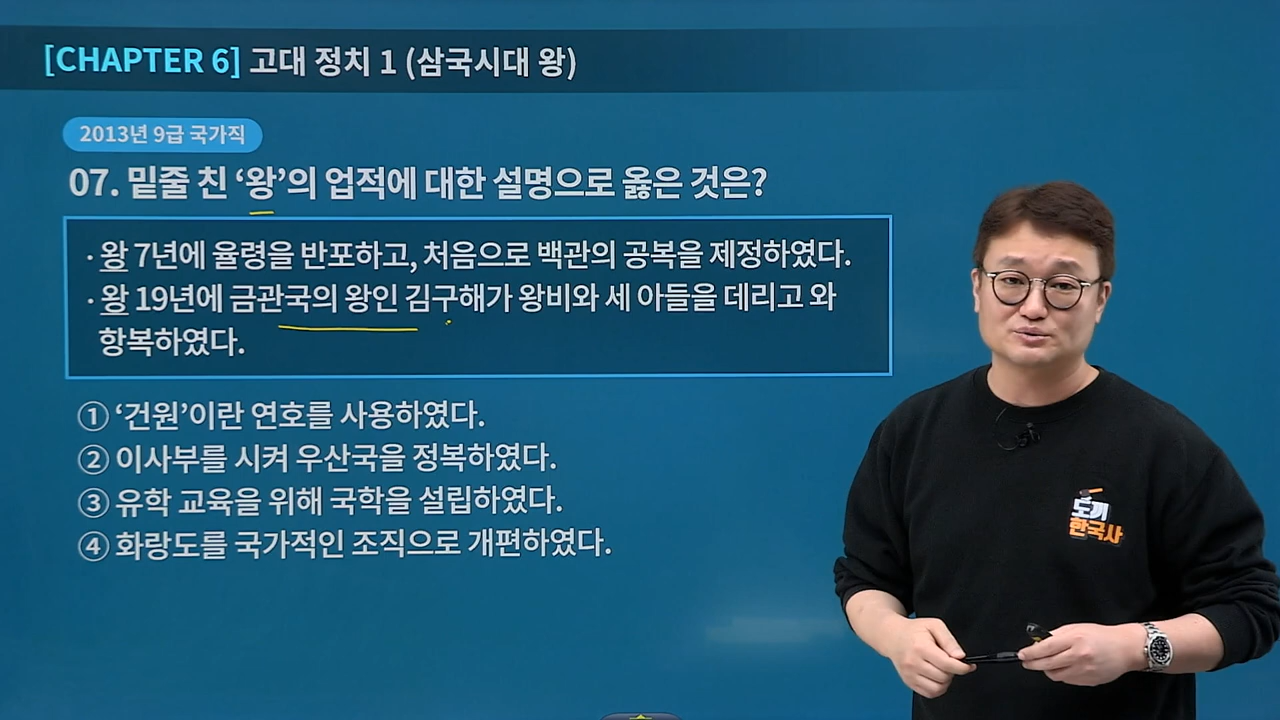 [CHAPTER 6] 고대 정치 1 (삼국시대 왕)
2013년 9급 국가직
07. 밑줄 친 ‘왕’의 업적에 대한 설명으로 옳은 것은?
· 왕 7년에 율령을 반포하고, 처음으로 백관의 공복을 제정하였다.
· 왕 19년에 금관국의 왕인 김구해가 왕비와 세 아들을 데리고 와
항복하였다.
① ‘건원’이란 연호를 사용하였다.
② 이사부를 시켜 우산국을 정복하였다.
③ 유학 교육을 위해 국학을 설립하였다.
④ 화랑도를 국가적인 조직으로 개편하였다.
도끼
한국사